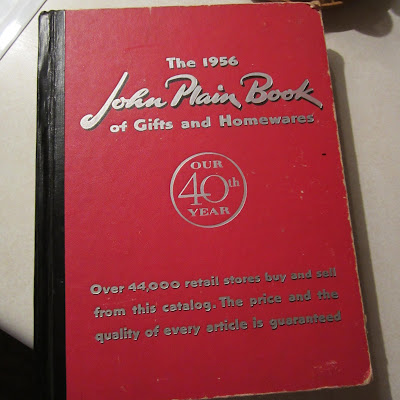 The 1956
John Plain Book
of Gifts and Homewares
OUR
40th
YEAR
Over 44,000 retail stores buy and sell
from this catalog. The price and the
quality of every article is guaranteed